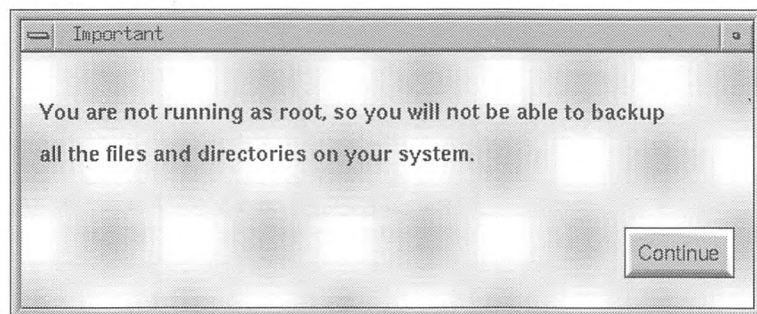 Important
You are not running as root, so you will not be able to backup
all the files and directories on your system.
Continue